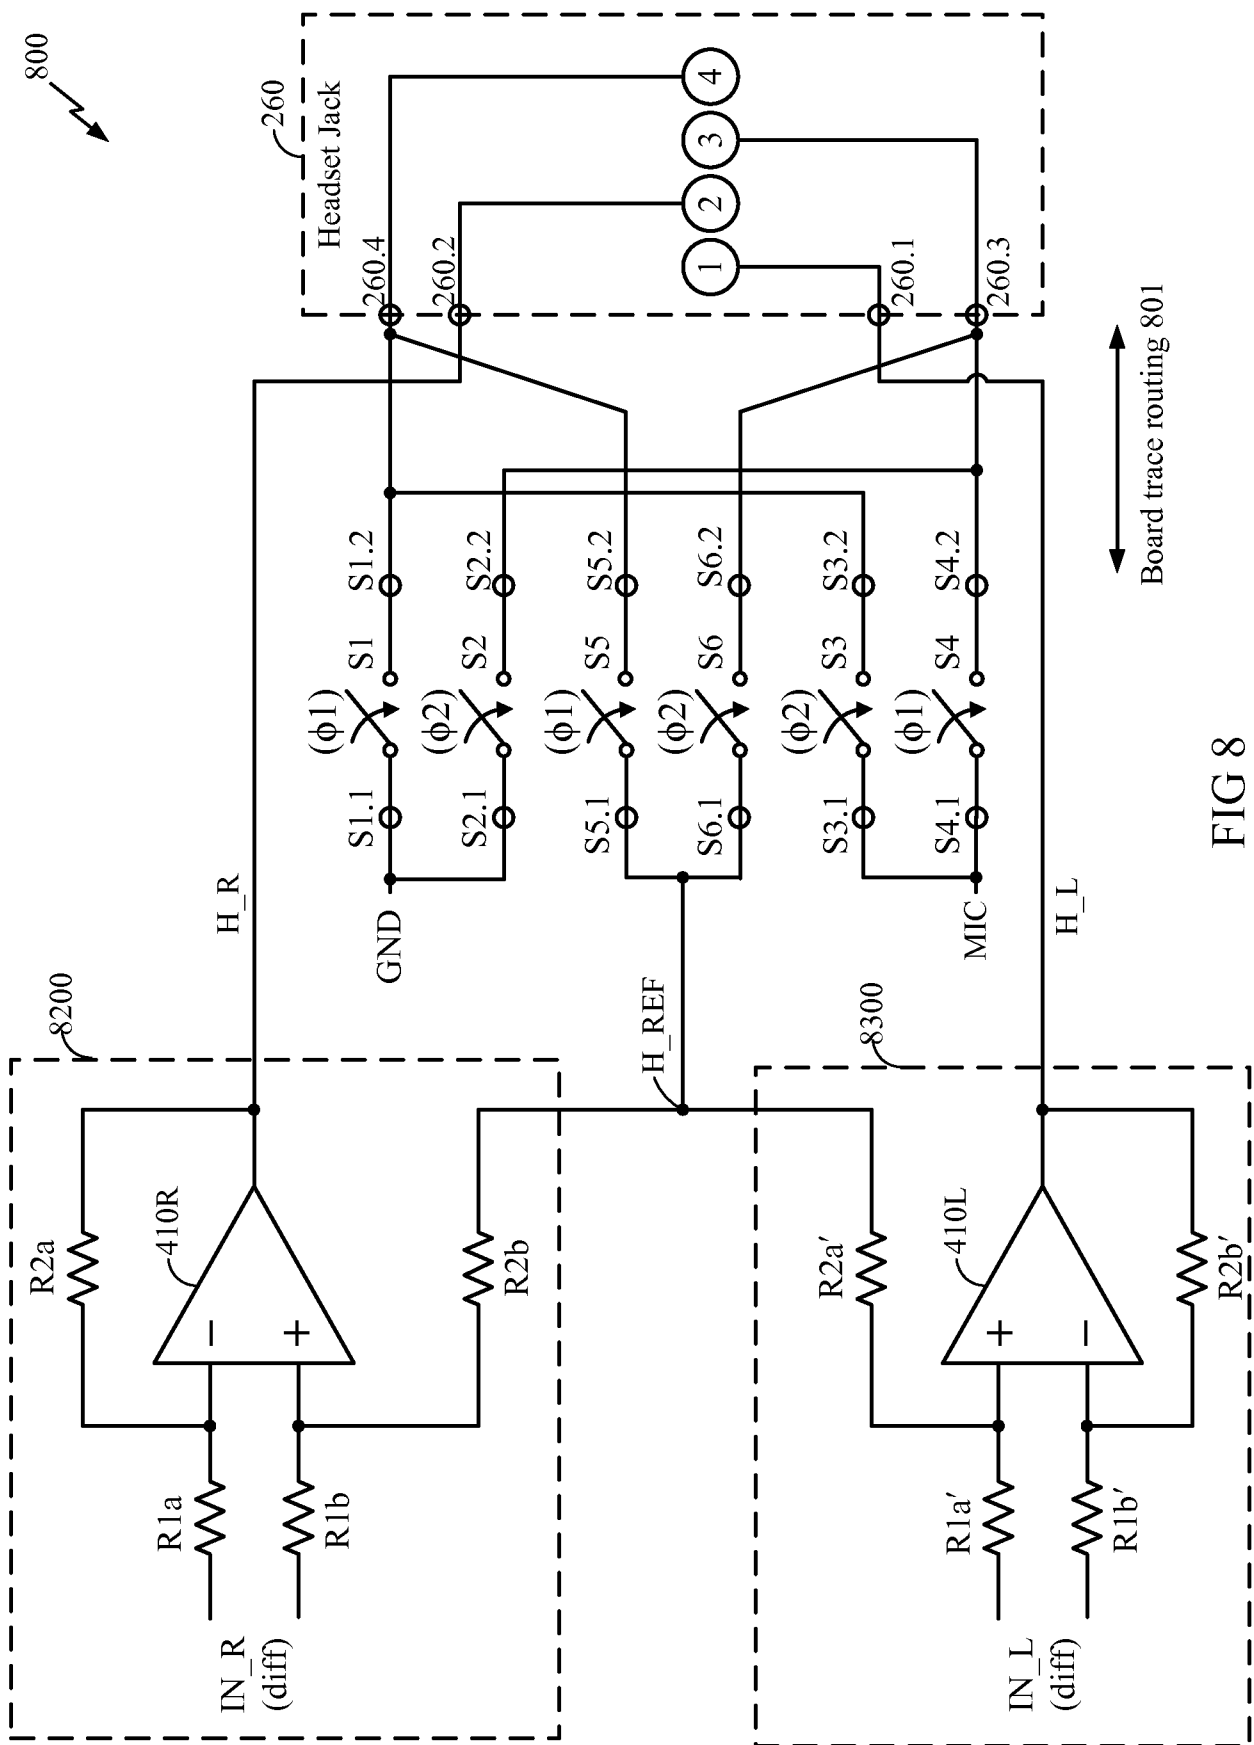 800
8200
R2a
410R
R1a
R1b
R2b
IN_R
(diff)
H_R
GND
S1.1
(ϕ1)
S1
S1.2
S2.1
(ϕ2)
S2
S2.2
S5.1
(ϕ1)
S5
S5.2
S6.1
(ϕ2)
S6
S6.2
S3.1
(ϕ2)
S3
S3.2
S4.1
(ϕ1)
S4
S4.2
MIC
H_REF
H_L
260
Headset Jack
260.4
260.2
260.1
260.3
1
2
3
4
8300
R2a′
410L
R1a′
R1b′
R2b′
IN_L
(diff)
+
−
−
+
Board trace routing 801
FIG 8